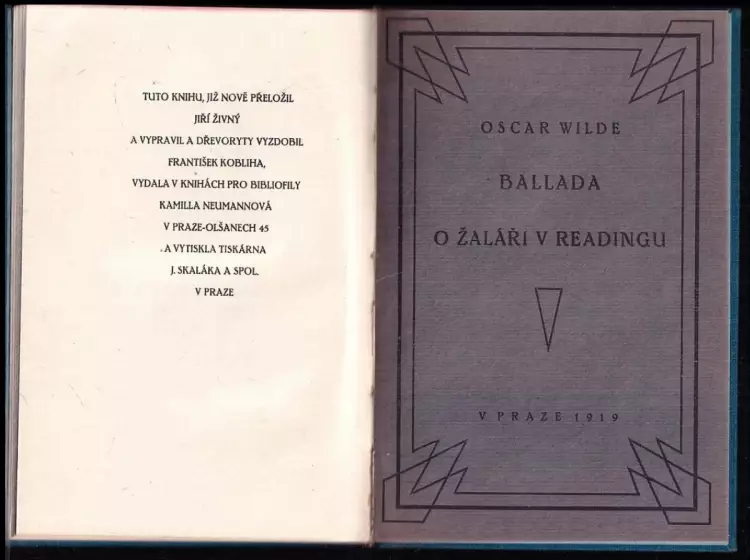 TUTO KNIHU, JIŽ NOVĚ PŘELOŽIL
JIŘÍ ŽIVNÝ
A VYPRAVIL A DŘEVORYTY VYZDOBIL
FRANTIŠEK KOBLIHA,
VYDALA V KNIHÁCH PRO BIBLIOFILY
KAMILLA NEUMANNOVÁ
V PRAZE-OLŠANECH 45
A VYTISKLA TISKÁRNA
J. SKALÁKA A SPOL.
V PRAZE
OSCAR WILDE
BALLADA
O ŽALÁŘI V READINGU
V PRAZE 1919